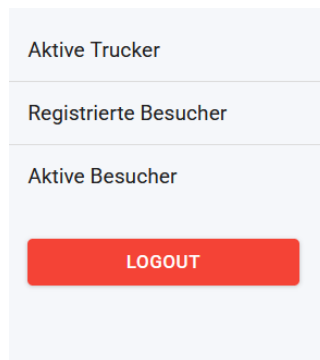 Aktive Trucker
Registrierte Besucher
Aktive Besucher
LOGOUT